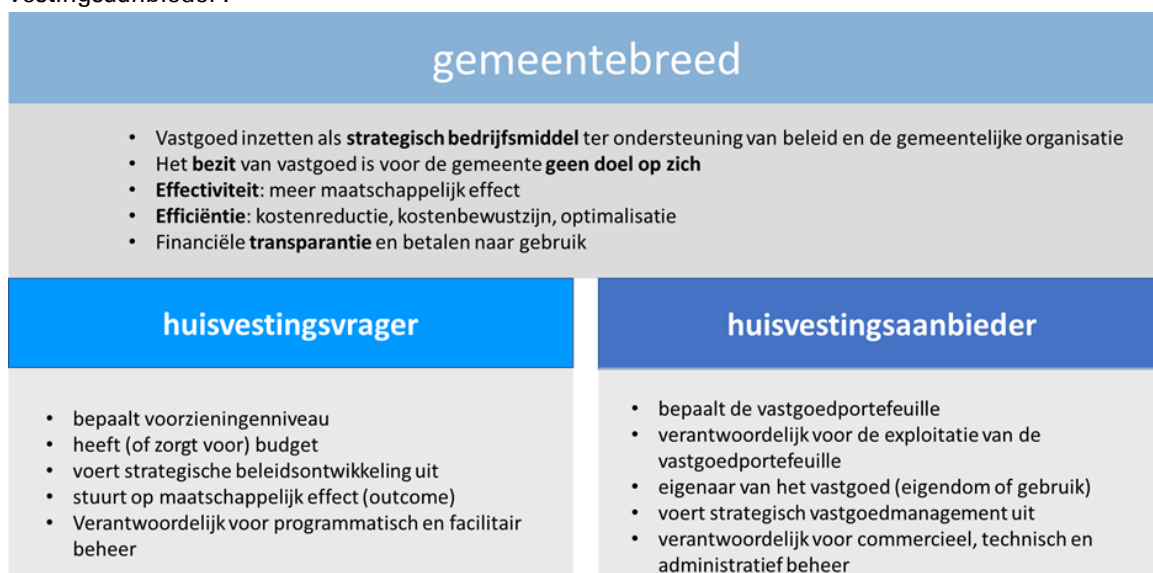 vestingsaanbieder.
gemeentebreed
• Vastgoed inzetten als strategisch bedrijfsmiddel ter ondersteuning van beleid en de gemeentelijke organisatie
• Het bezit van vastgoed is voor de gemeente geen doel op zich
• Effectiviteit: meer maatschappelijk effect
• Efficiëntie: kostenreductie, kostenbewustzijn, optimalisatie
• Financiële transparantie en betalen naar gebruik
huisvestingsvrager
• bepaalt voorzieningenniveau
• heeft (of zorgt voor) budget
• voert strategische beleidsontwikkeling uit
• stuurt op maatschappelijk effect (outcome)
• Verantwoordelijk voor programmatisch en facilitair
beheer
huisvestingsaanbieder
• bepaalt de vastgoedportefeuille
• verantwoordelijk voor de exploitatie van de
vastgoedportefeuille
• eigenaar van het vastgoed (eigendom of gebruik)
• voert strategisch vastgoedmanagement uit
• verantwoordelijk voor commercieel, technisch en
administratief beheer